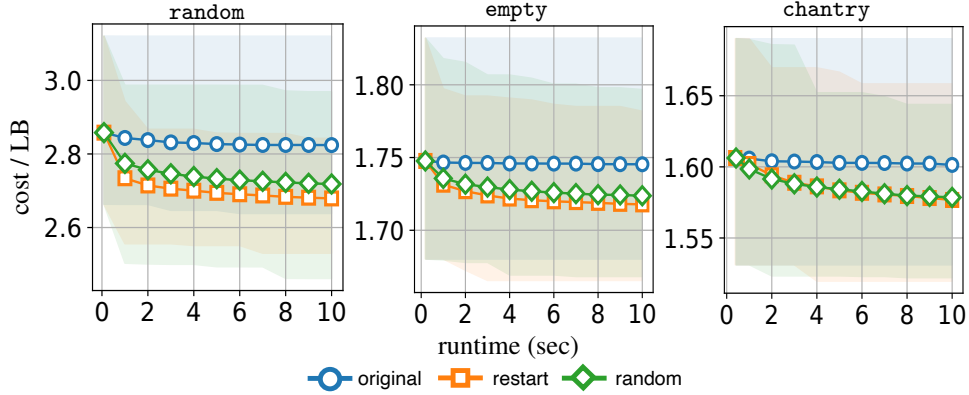 random
empty
chantry
cost / LB
3.0
2.8
2.6
1.80
1.75
1.70
1.65
1.60
1.55
0 2 4 6 8 10
0 2 4 6 8 10
0 2 4 6 8 10
runtime (sec)
original restart random